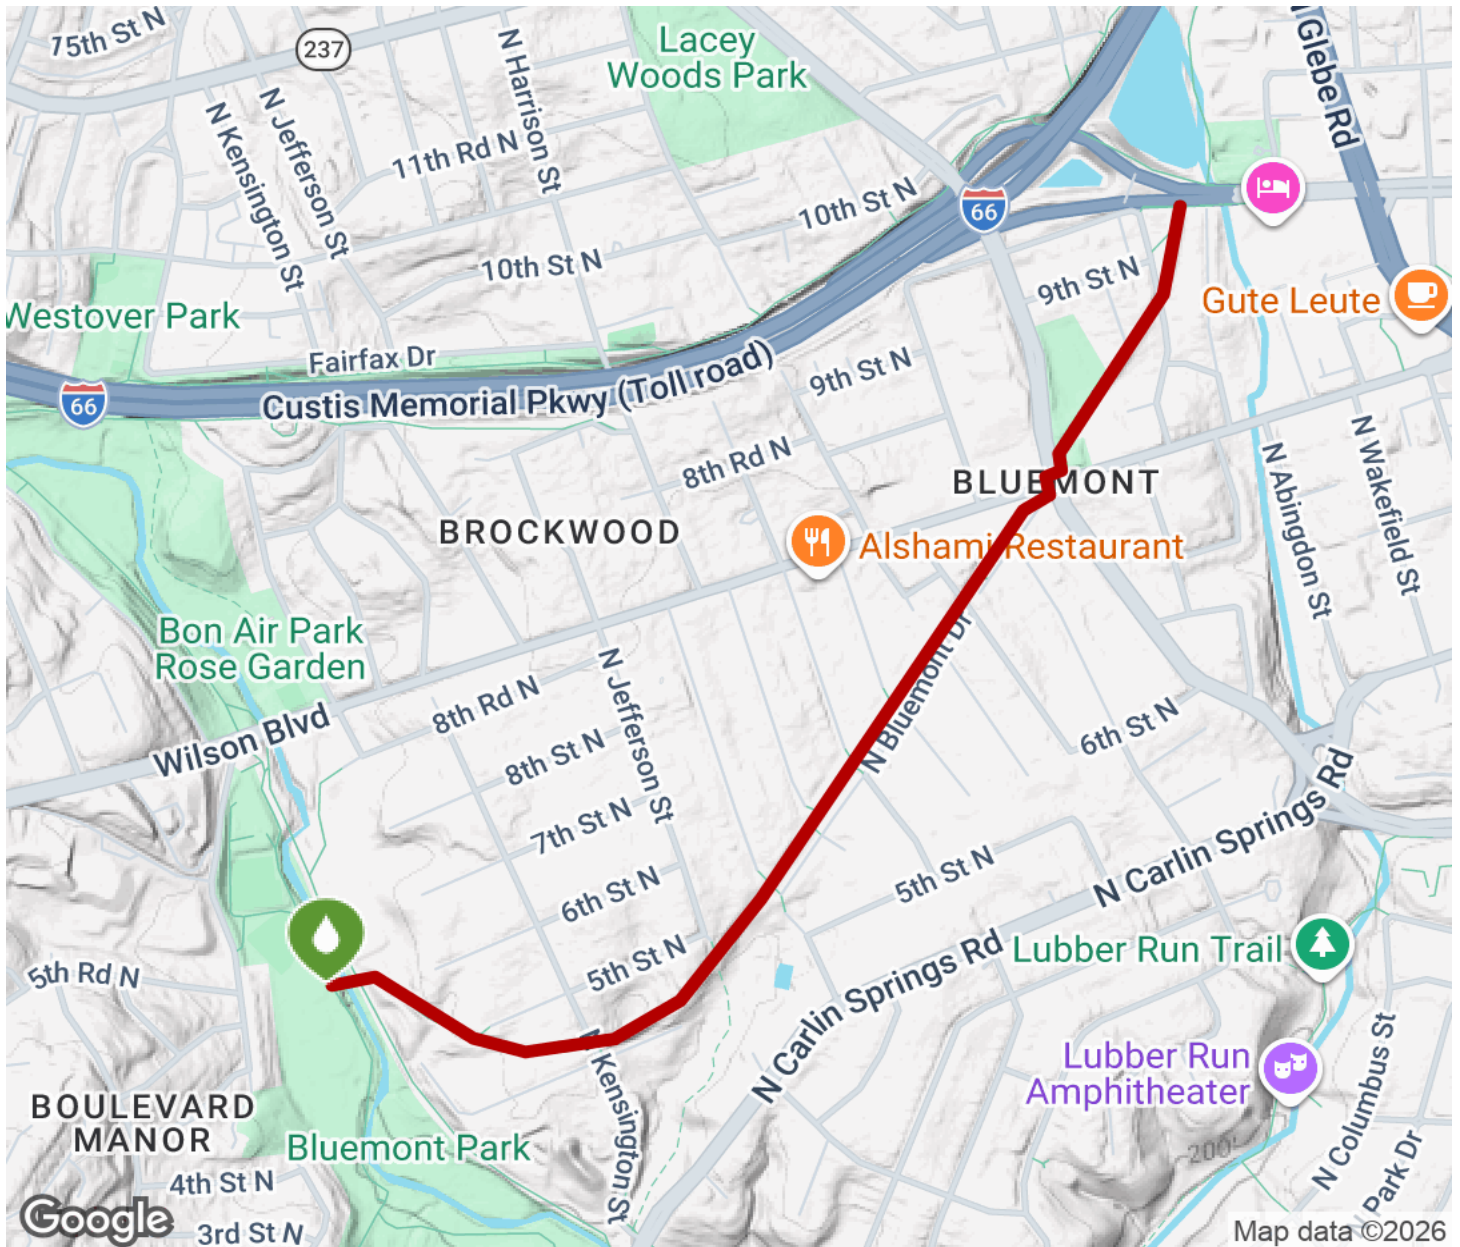 15th St N
237
N Harrison St
Lacey
Woods Park
N Glebe Rd
N Kensington St
N Jefferson St
11th Rd N
10th St N
66
10th St N
9th St N
Gute Leute
Westover Park
Fairfax Dr
66
Custis Memorial Pkwy (Toll road)
9th St N
8th Rd N
BLUEMONT
N Abingdon St
N Wakefield St
BROCKWOOD
Alshami Restaurant
Bon Air Park
Rose Garden
N Jefferson St
N Bluemont Dr
8th Rd N
Wilson Blvd
6th St N
8th St N
7th St N
N Carlin Springs Rd
6th St N
5th St N
5th St N
N Carlin Springs Rd
Lubber Run Trail
5th Rd N
N Kensington St
Lubber Run
Amphitheater
N Columbus St
BOULEVARD
MANOR
Bluemont Park
200'
N Park Dr
4th St N
3rd St N
Google
Map data ©2026